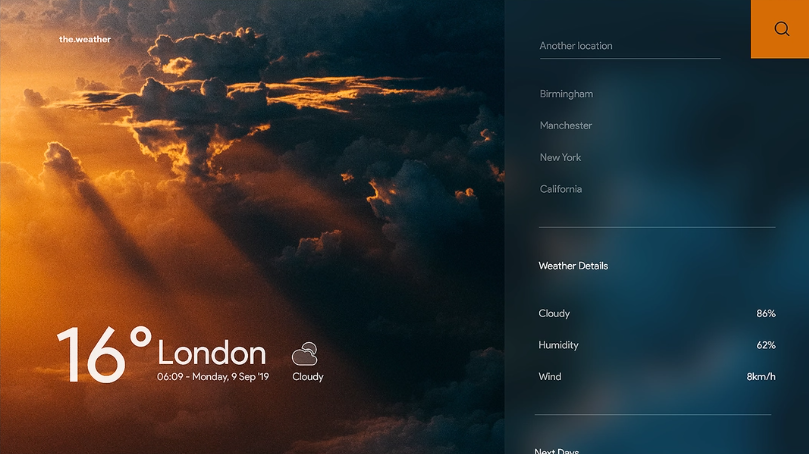 the.weather
16°
London
06:09 - Monday, 9 Sep '19
Cloudy
Another location
Birmingham
Manchester
New York
California
Weather Details
Cloudy 86%
Humidity 62%
Wind 8km/h
Next Days